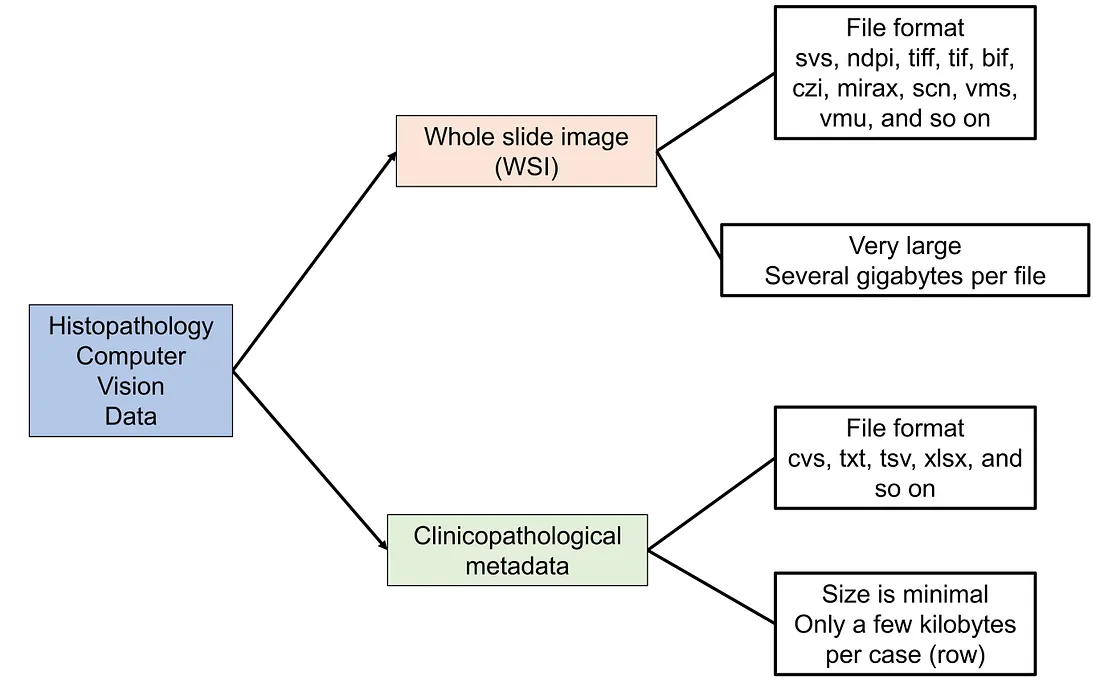 Histopathology
Computer
Vision
Data
Whole slide image
(WSI)
File format
svs, ndpi, tiff, tif, bif,
czi, mirax, scn, vms,
vmu, and so on
Very large
Several gigabytes per file
Clinicopathological
metadata
File format
cvs, txt, tsv, xlsx, and
so on
Size is minimal
Only a few kilobytes
per case (row)